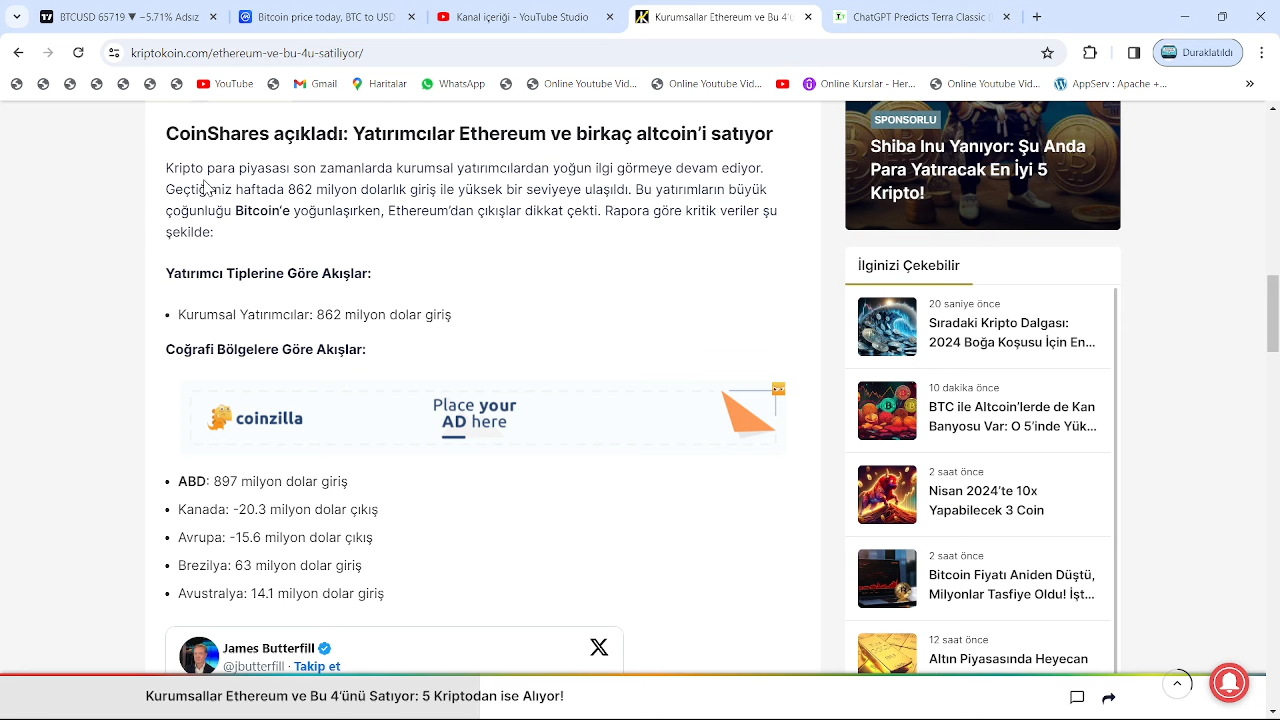 BTCUSD 65719 ▼ −5.71% Adsız
Bitcoin price today, BTC to USD
Kanal içeriği - YouTube Studio
Kurumsallar Ethereum ve Bu 4'ü
ChatGPT Predicts Terra Classic
kriptokoin.com/ethereum-ve-bu-4u-satiliyor/
Duraklatıldı
YouTube
Gmail
Haritalar
WhatsApp
Online Youtube Vid...
Online Youtube Vid...
Online Kurslar - Her...
Online Youtube Vid...
AppServ : Apache +...
CoinShares açıkladı: Yatırımcılar Ethereum ve birkaç altcoin'i satıyor
Kripto para piyasası son zamanlarda kurumsal yatırımcılardan yoğun ilgi görmeye devam ediyor.
Geçtiğimiz haftada 862 milyon dolarlık giriş ile yüksek bir seviyeye ulaşıldı. Bu yatırımların büyük
çoğunluğu Bitcoin'e yoğunlaşırken, Ethereum'dan çıkışlar dikkat çekti. Rapora göre kritik veriler şu
şekilde:
Yatırımcı Tiplerine Göre Akışlar:
• Kurumsal Yatırımcılar: 862 milyon dolar giriş
Coğrafi Bölgelere Göre Akışlar:
coinzilla
Place your
AD here
• ABD: 897 milyon dolar giriş
• Kanada: -20.3 milyon dolar çıkış
• Avrupa: -15.6 milyon dolar çıkış
• Brezilya: 63 milyon dolar giriş
milyon dolar giriş
James Butterfill
@jbutterfill · Takip et
SPONSORLU
Shiba Inu Yanıyor: Şu Anda
Para Yatıracak En İyi 5
Kripto!
İlginizi Çekebilir
20 saniye önce
Sıradaki Kripto Dalgası:
2024 Boğa Koşusu İçin En...
10 dakika önce
BTC ile Altcoin'lerde de Kan
Banyosu Var: O 5'inde Yük...
2 saat önce
Nisan 2024'te 10x
Yapabilecek 3 Coin
2 saat önce
Bitcoin Fiyatı Aniden Düştü,
Milyonlar Tasfiye Oldu! İşt...
12 saat önce
Altın Piyasasında Heyecan
Kurumsallar Ethereum ve Bu 4'ünü Satıyor: 5 Kriptodan ise Alıyor!